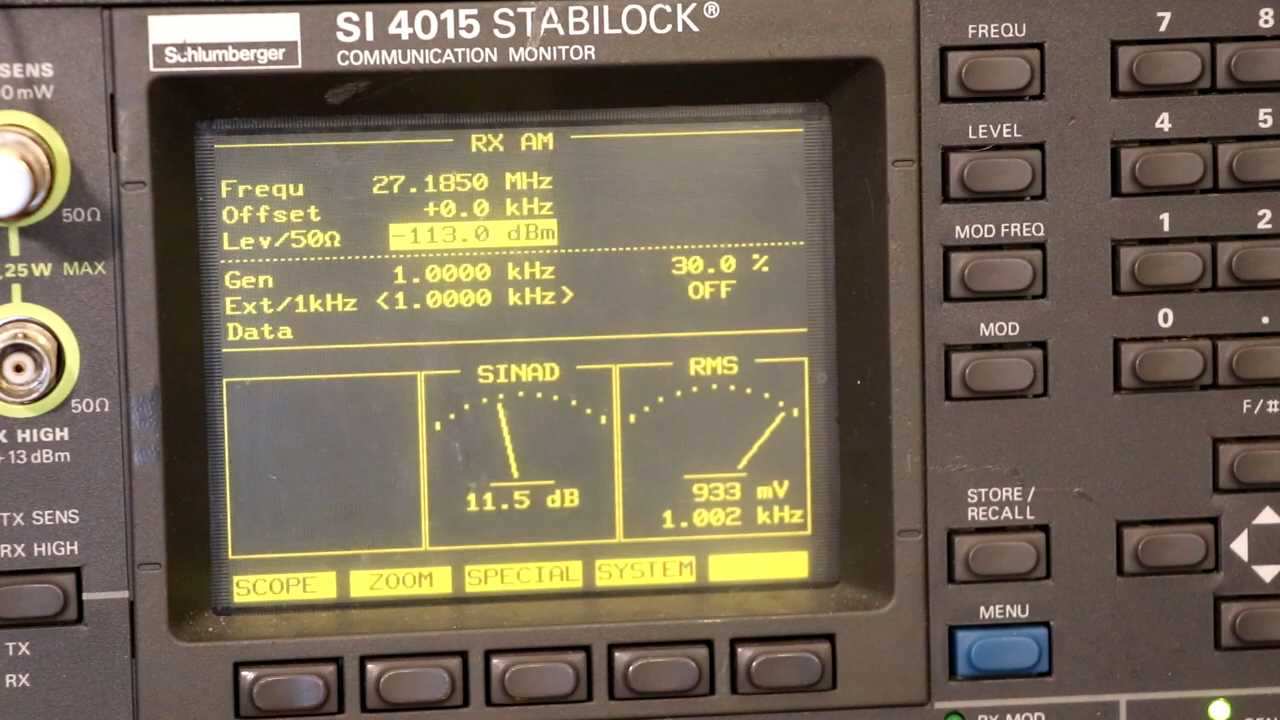 Schlumberger
SI 4015 STABILOCK®
COMMUNICATION MONITOR
SENS
0 mW
50Ω
,25W MAX
50Ω
X HIGH
+13 dBm
TX SENS
RX HIGH
TX
RX
RX AM
Frequ 27.1850 MHz
Offset +0.0 kHz
Lev/50Ω -113.0 dBm
Gen 1.0000 kHz 30.0 %
Ext/1kHz <1.0000 kHz> OFF
Data
SINAD
11.5 dB
RMS
933 mV
1.002 kHz
SCOPE ZOOM SPECIAL SYSTEM
FREQU
7 8
LEVEL
4 5
MOD FREQ
1 2
MOD
0 .
F/#
STORE /
RECALL
MENU
RX MOD